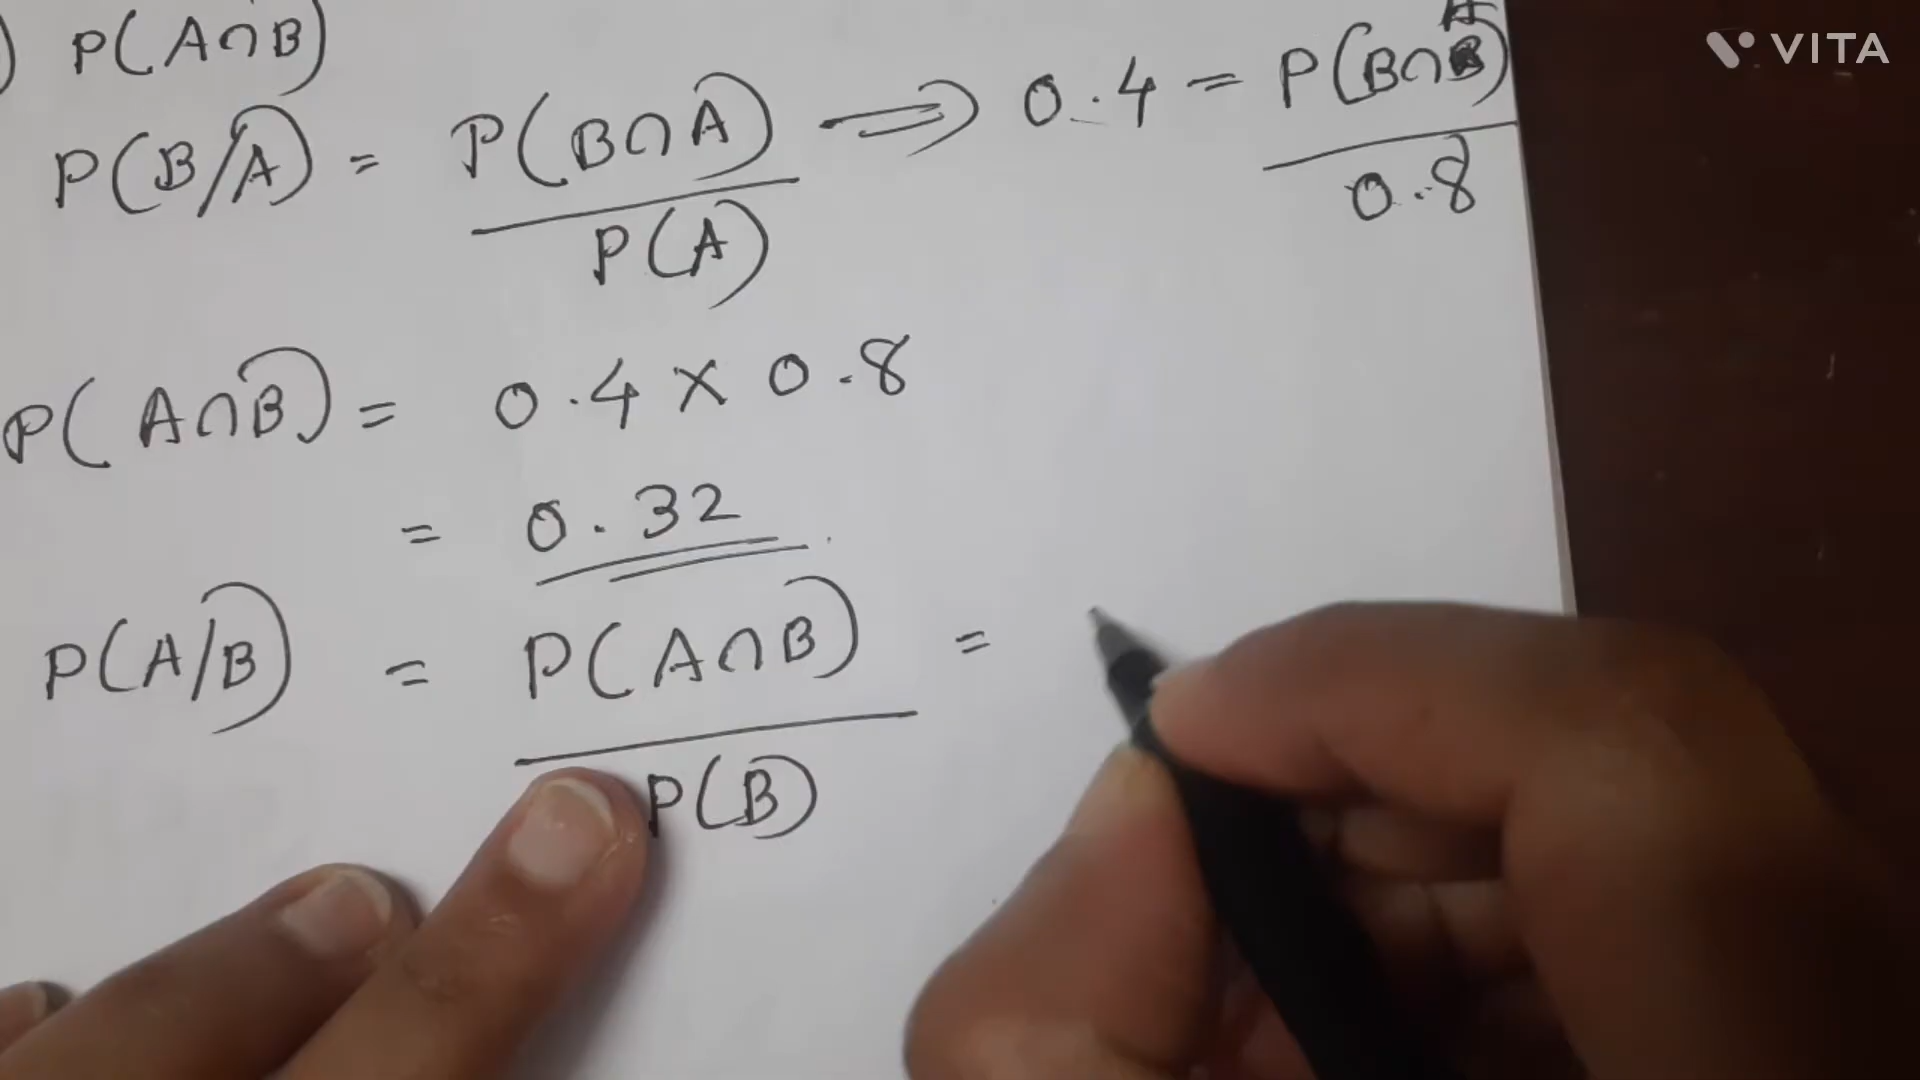 ) P(A∩B)
P(B/A) = P(B∩A) / P(A) ⟹ 0.4 = P(B∩A) / 0.8
P(A∩B) = 0.4 × 0.8
= 0.32
P(A/B) = P(A∩B) / P(B) =
VITA